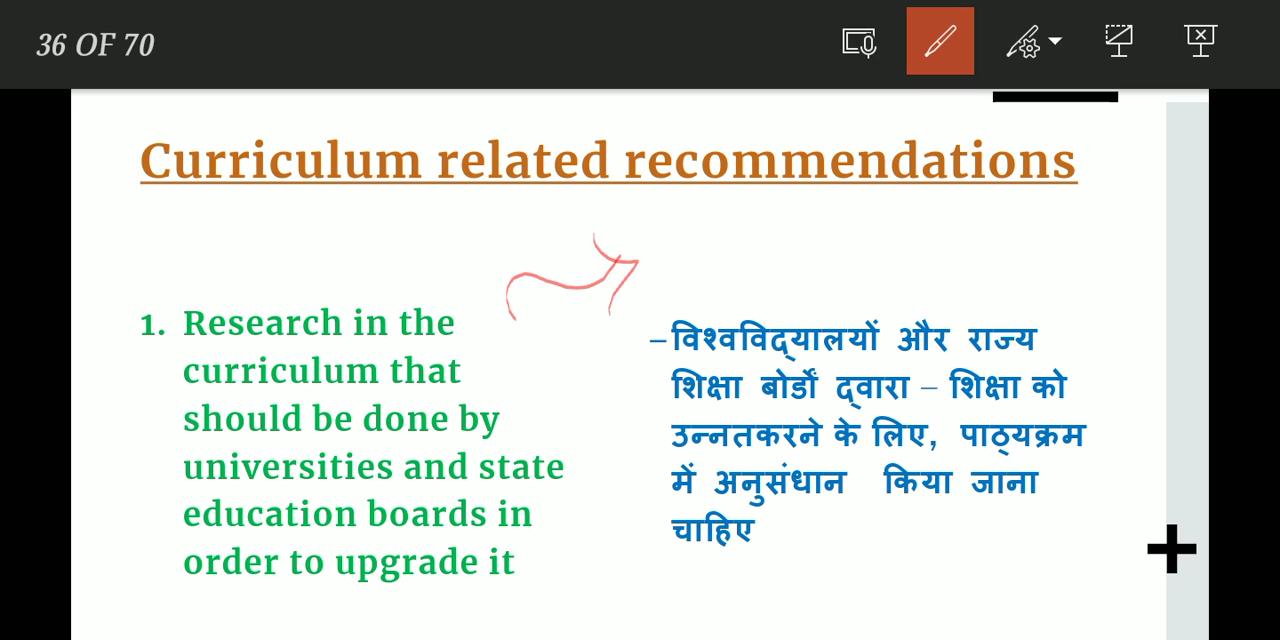 36 OF 70
Curriculum related recommendations
1. Research in the
curriculum that
should be done by
universities and state
education boards in
order to upgrade it
–विश्वविद्यालयों और राज्य
शिक्षा बोर्डों द्वारा – शिक्षा को
उन्नतकरने के लिए, पाठ्यक्रम
में अनुसंधान किया जाना
चाहिए